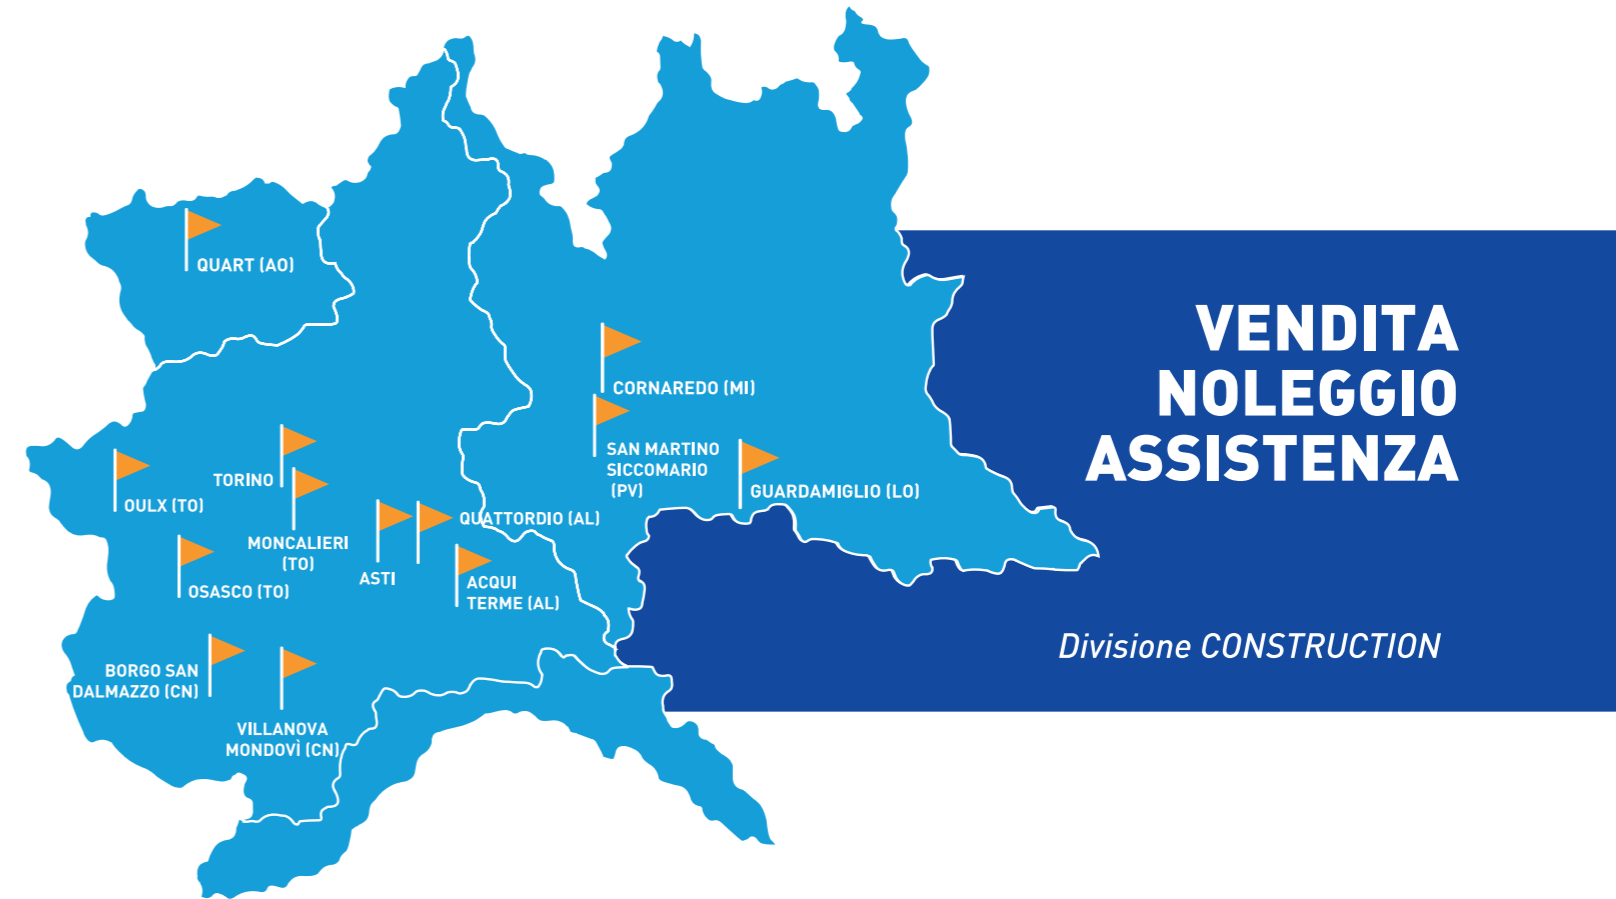 QUART (AO)
CORNAREDO (MI)
SAN MARTINO
SICCOMARIO
(PV)
GUARDAMIGLIO (LO)
TORINO
OULX (TO)
MONCALIERI
(TO)
QUATTORDIO (AL)
ASTI
ACQUI
TERME (AL)
OSASCO (TO)
BORGO SAN
DALMAZZO (CN)
VILLANOVA
MONDOVÌ (CN)
VENDITA
NOLEGGIO
ASSISTENZA
Divisione CONSTRUCTION